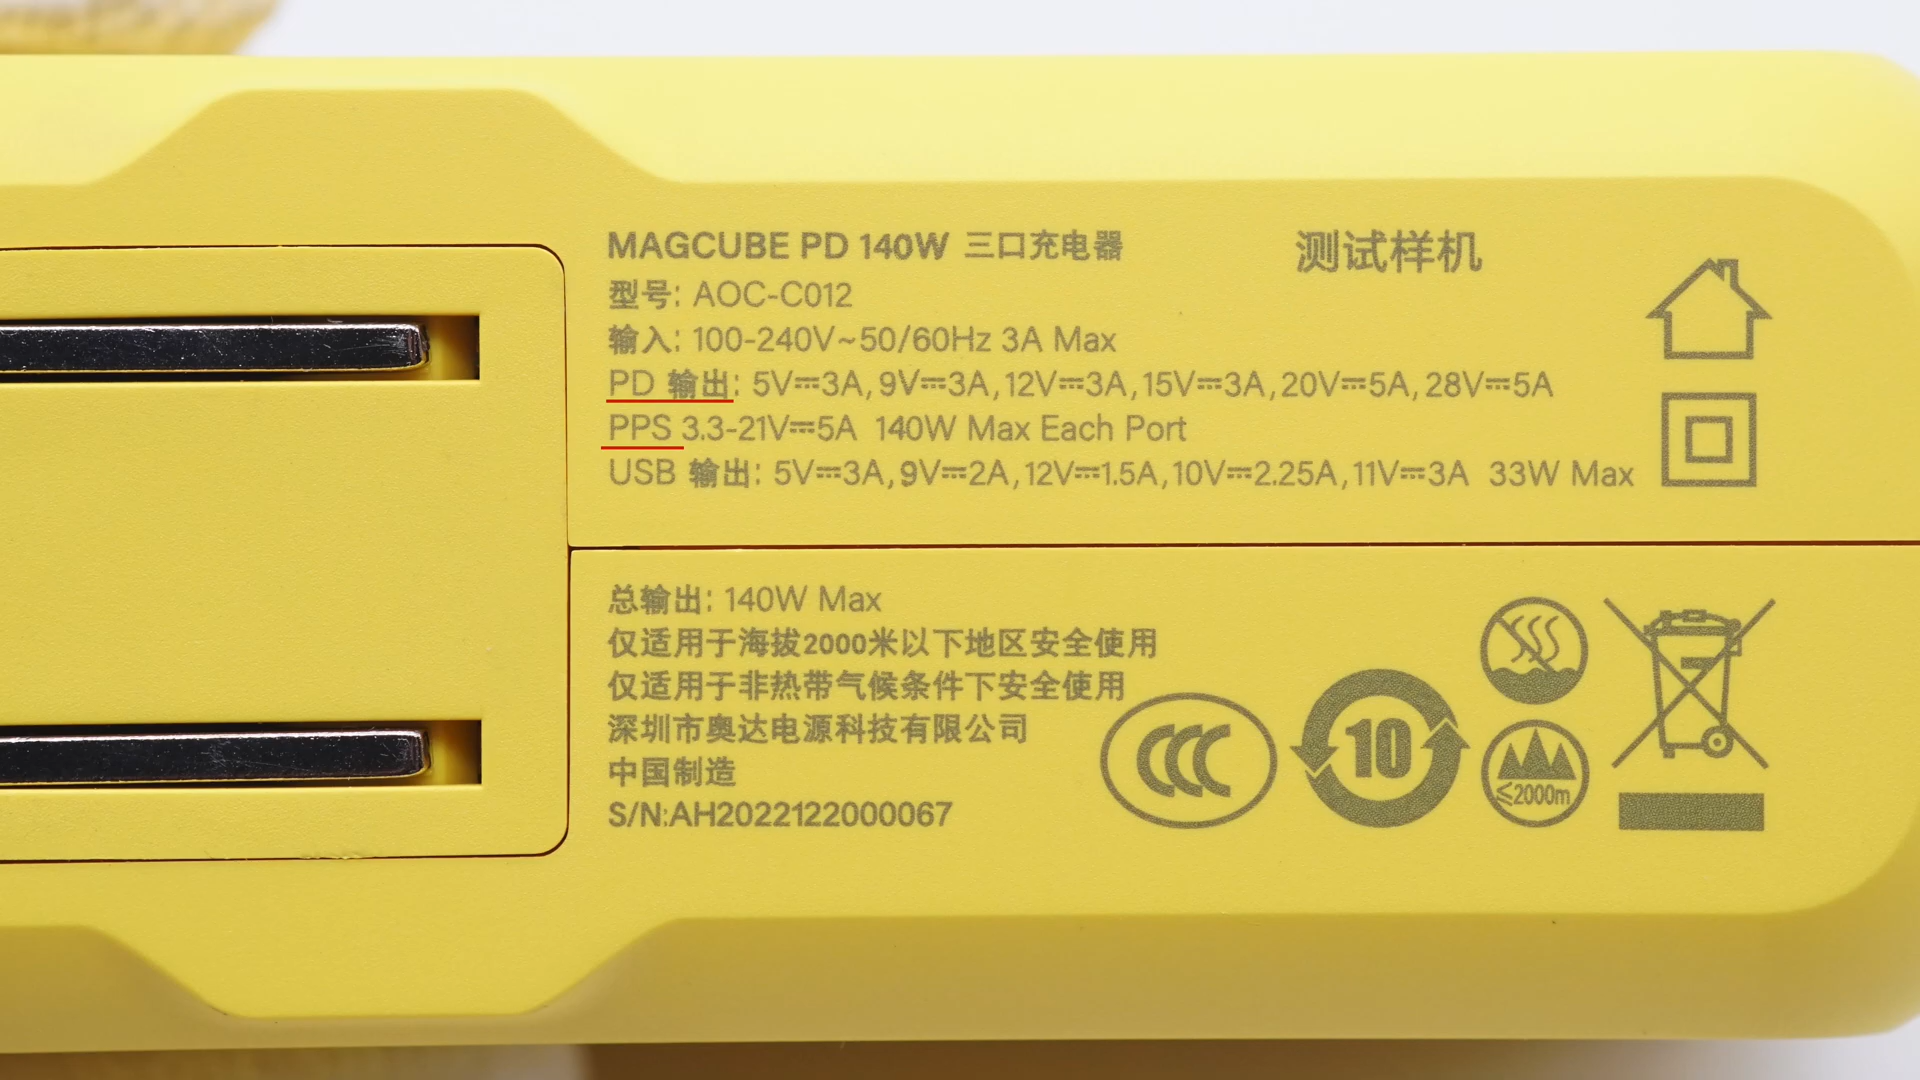 MAGCUBE PD 140W 三口充电器
测试样机
型号: AOC-C012
输入: 100-240V~50/60Hz 3A Max
PD 输出: 5V⎓3A,9V⎓3A,12V⎓3A,15V⎓3A,20V⎓5A,28V⎓5A
PPS 3.3-21V⎓5A 140W Max Each Port
USB 输出: 5V⎓3A,9V⎓2A,12V⎓1.5A,10V⎓2.25A,11V⎓3A 33W Max
总输出: 140W Max
仅适用于海拔2000米以下地区安全使用
仅适用于非热带气候条件下安全使用
深圳市奥达电源科技有限公司
中国制造
S/N:AH2022122000067
CCC
10
≤2000m